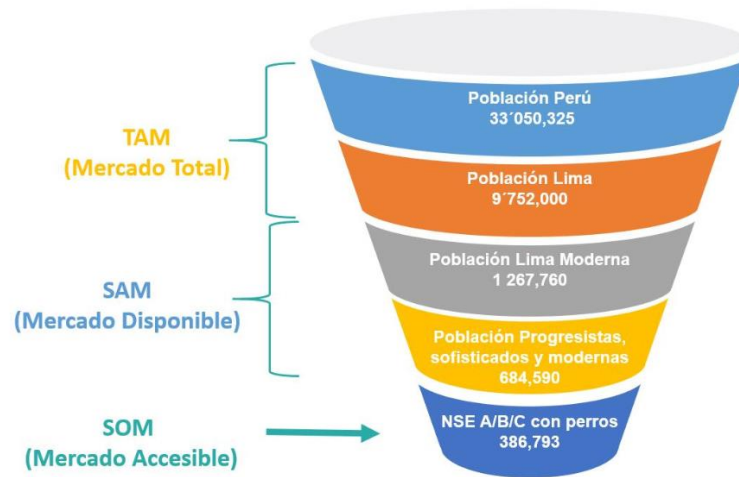 Población Perú
33´050,325
TAM
(Mercado Total)
Población Lima
9´752,000
Población Lima Moderna
1 267,760
SAM
(Mercado Disponible)
Población Progresistas,
sofisticados y modernas
684,590
SOM
(Mercado Accesible)
NSE A/B/C con perros
386,793